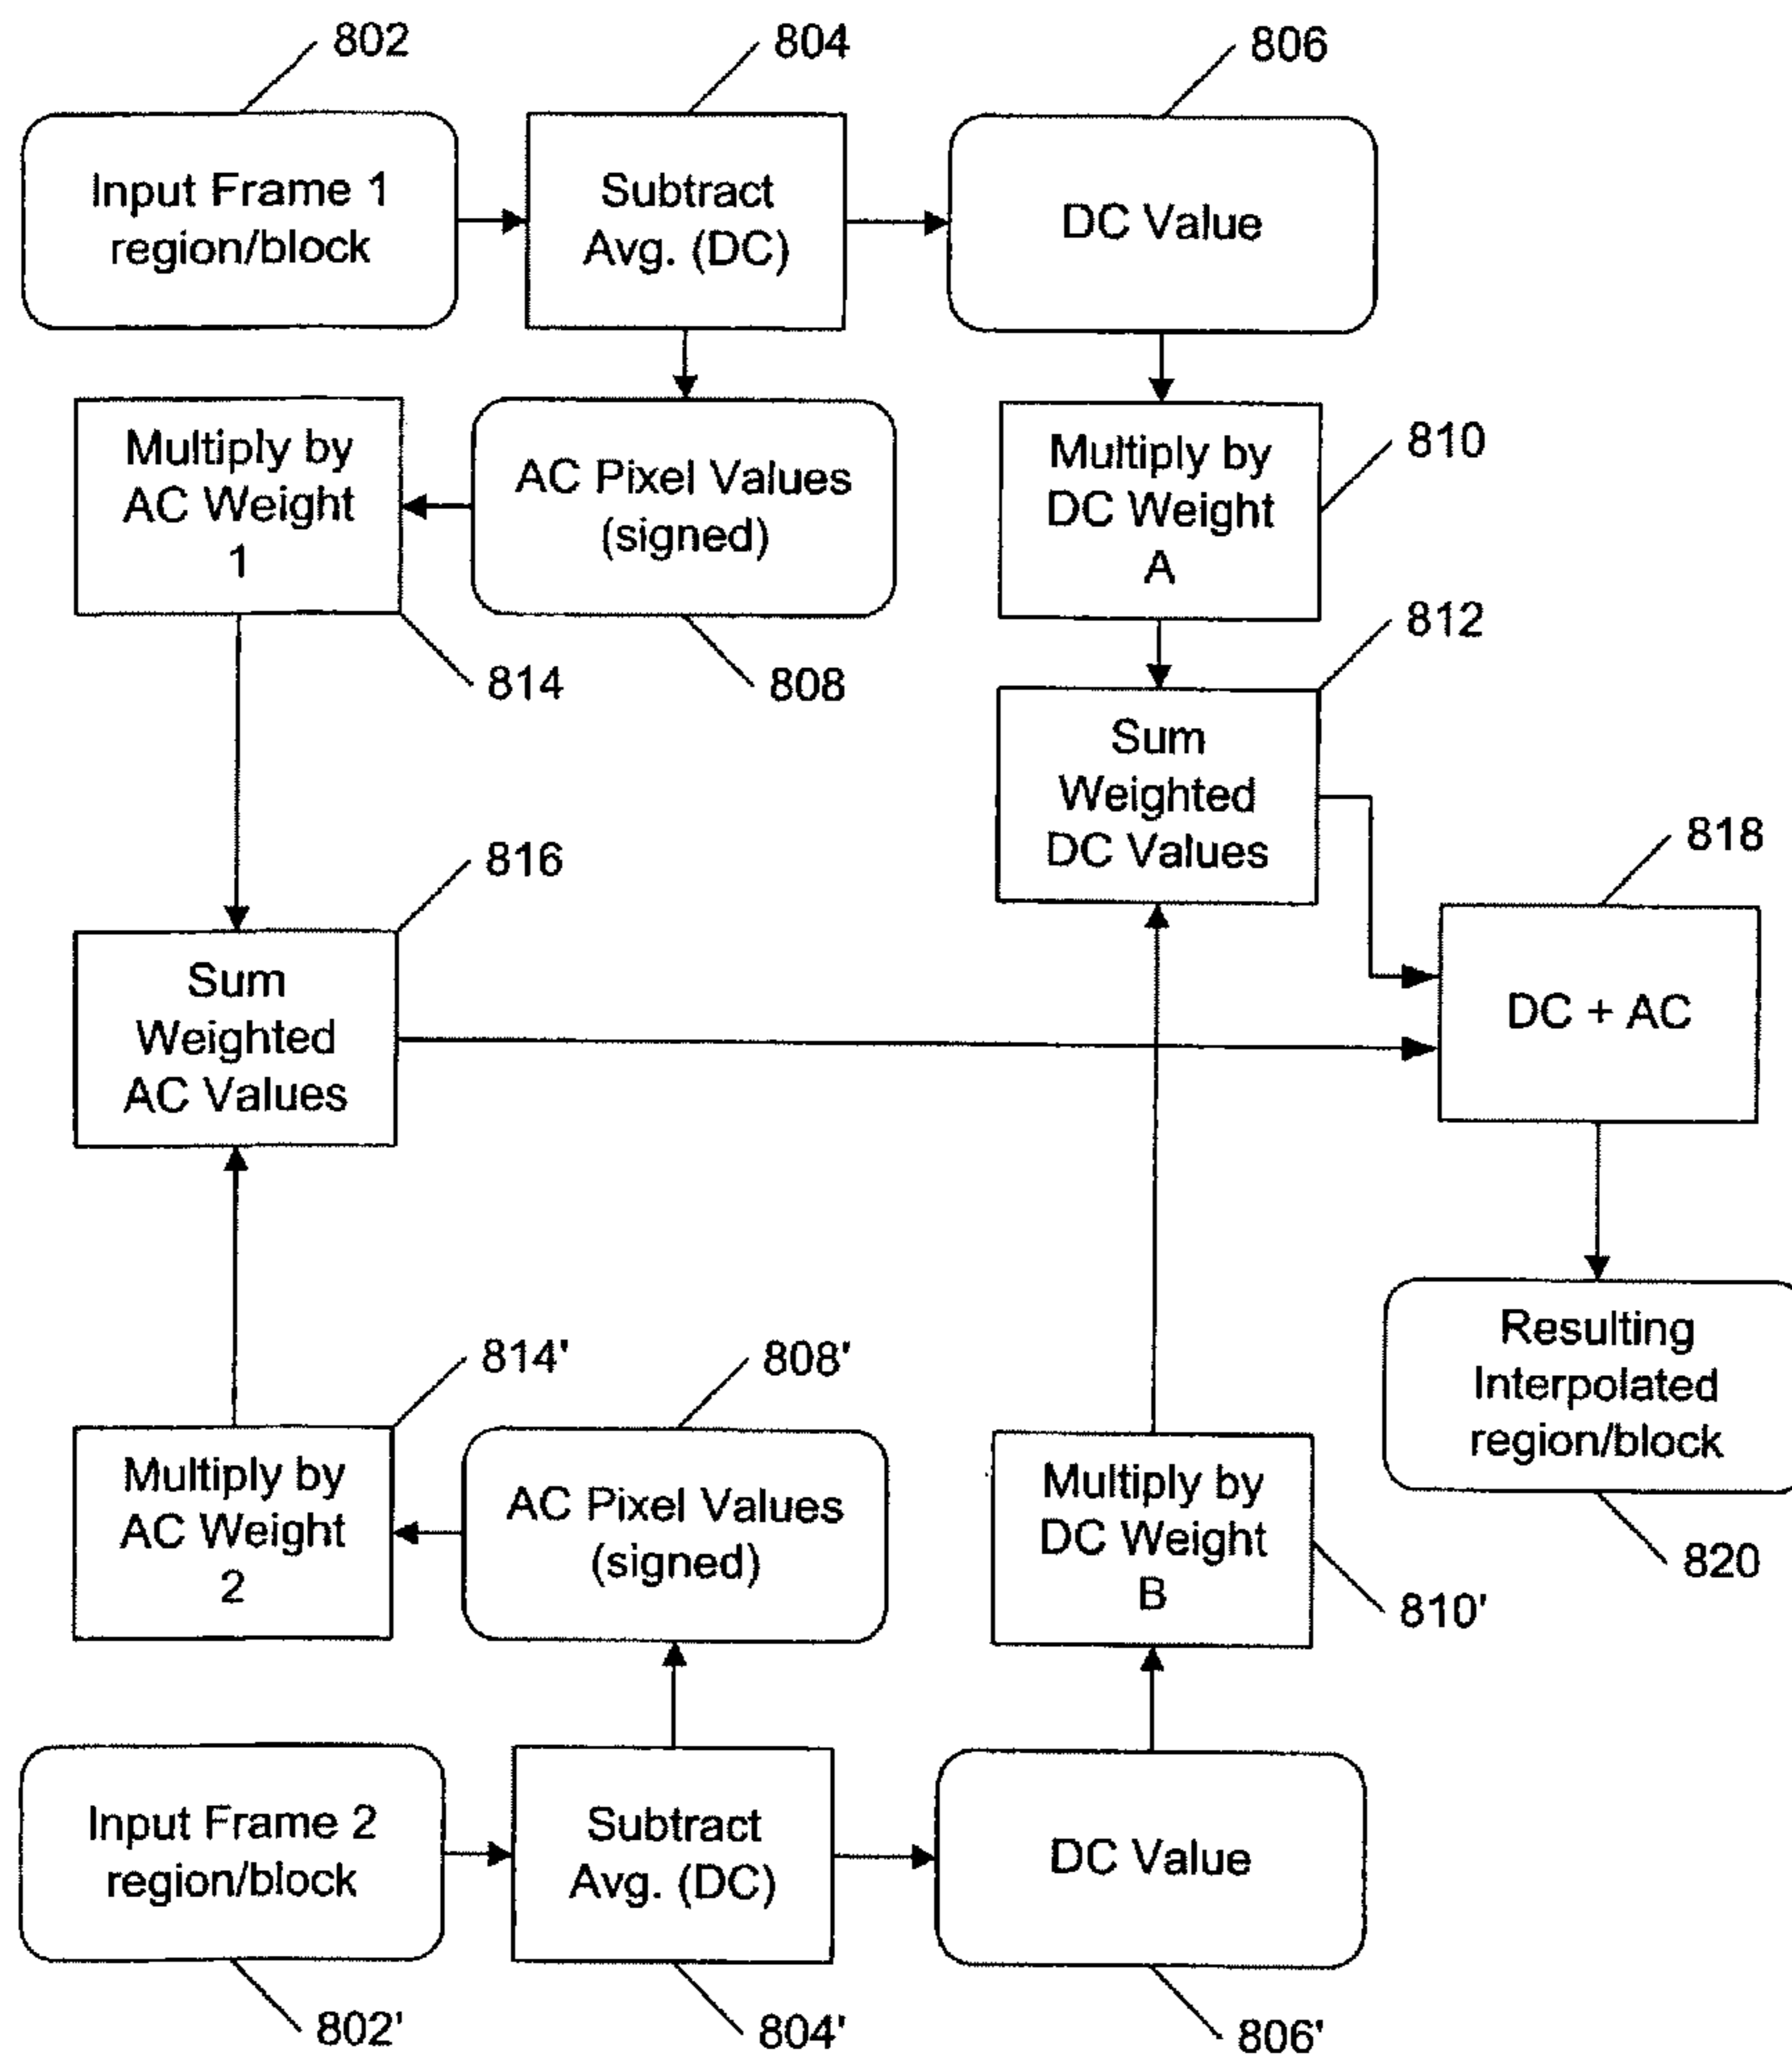 802
804
806
Input Frame 1
region/block
Subtract
Avg. (DC)
DC Value
Multiply by
AC Weight
1
AC Pixel Values
(signed)
Multiply by
DC Weight
A
810
814
808
812
Sum
Weighted
DC Values
816
818
Sum
Weighted
AC Values
DC + AC
814'
808'
Resulting
Interpolated
region/block
Multiply by
AC Weight
2
AC Pixel Values
(signed)
Multiply by
DC Weight
B
820
810'
Input Frame 2
region/block
Subtract
Avg. (DC)
DC Value
802'
804'
806'